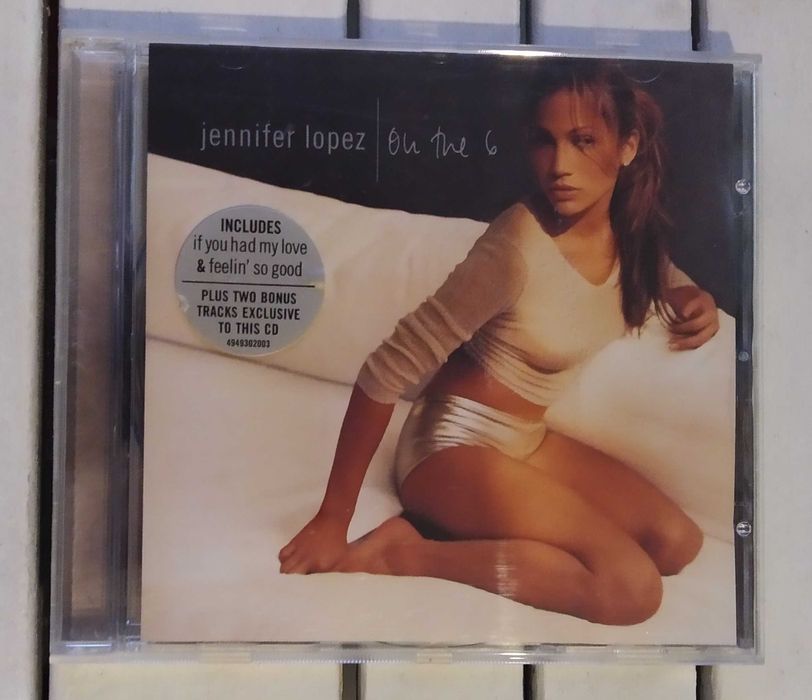 jennifer lopez | On the 6
INCLUDES
if you had my love
& feelin' so good
PLUS TWO BONUS
TRACKS EXCLUSIVE
TO THIS CD
4949302003